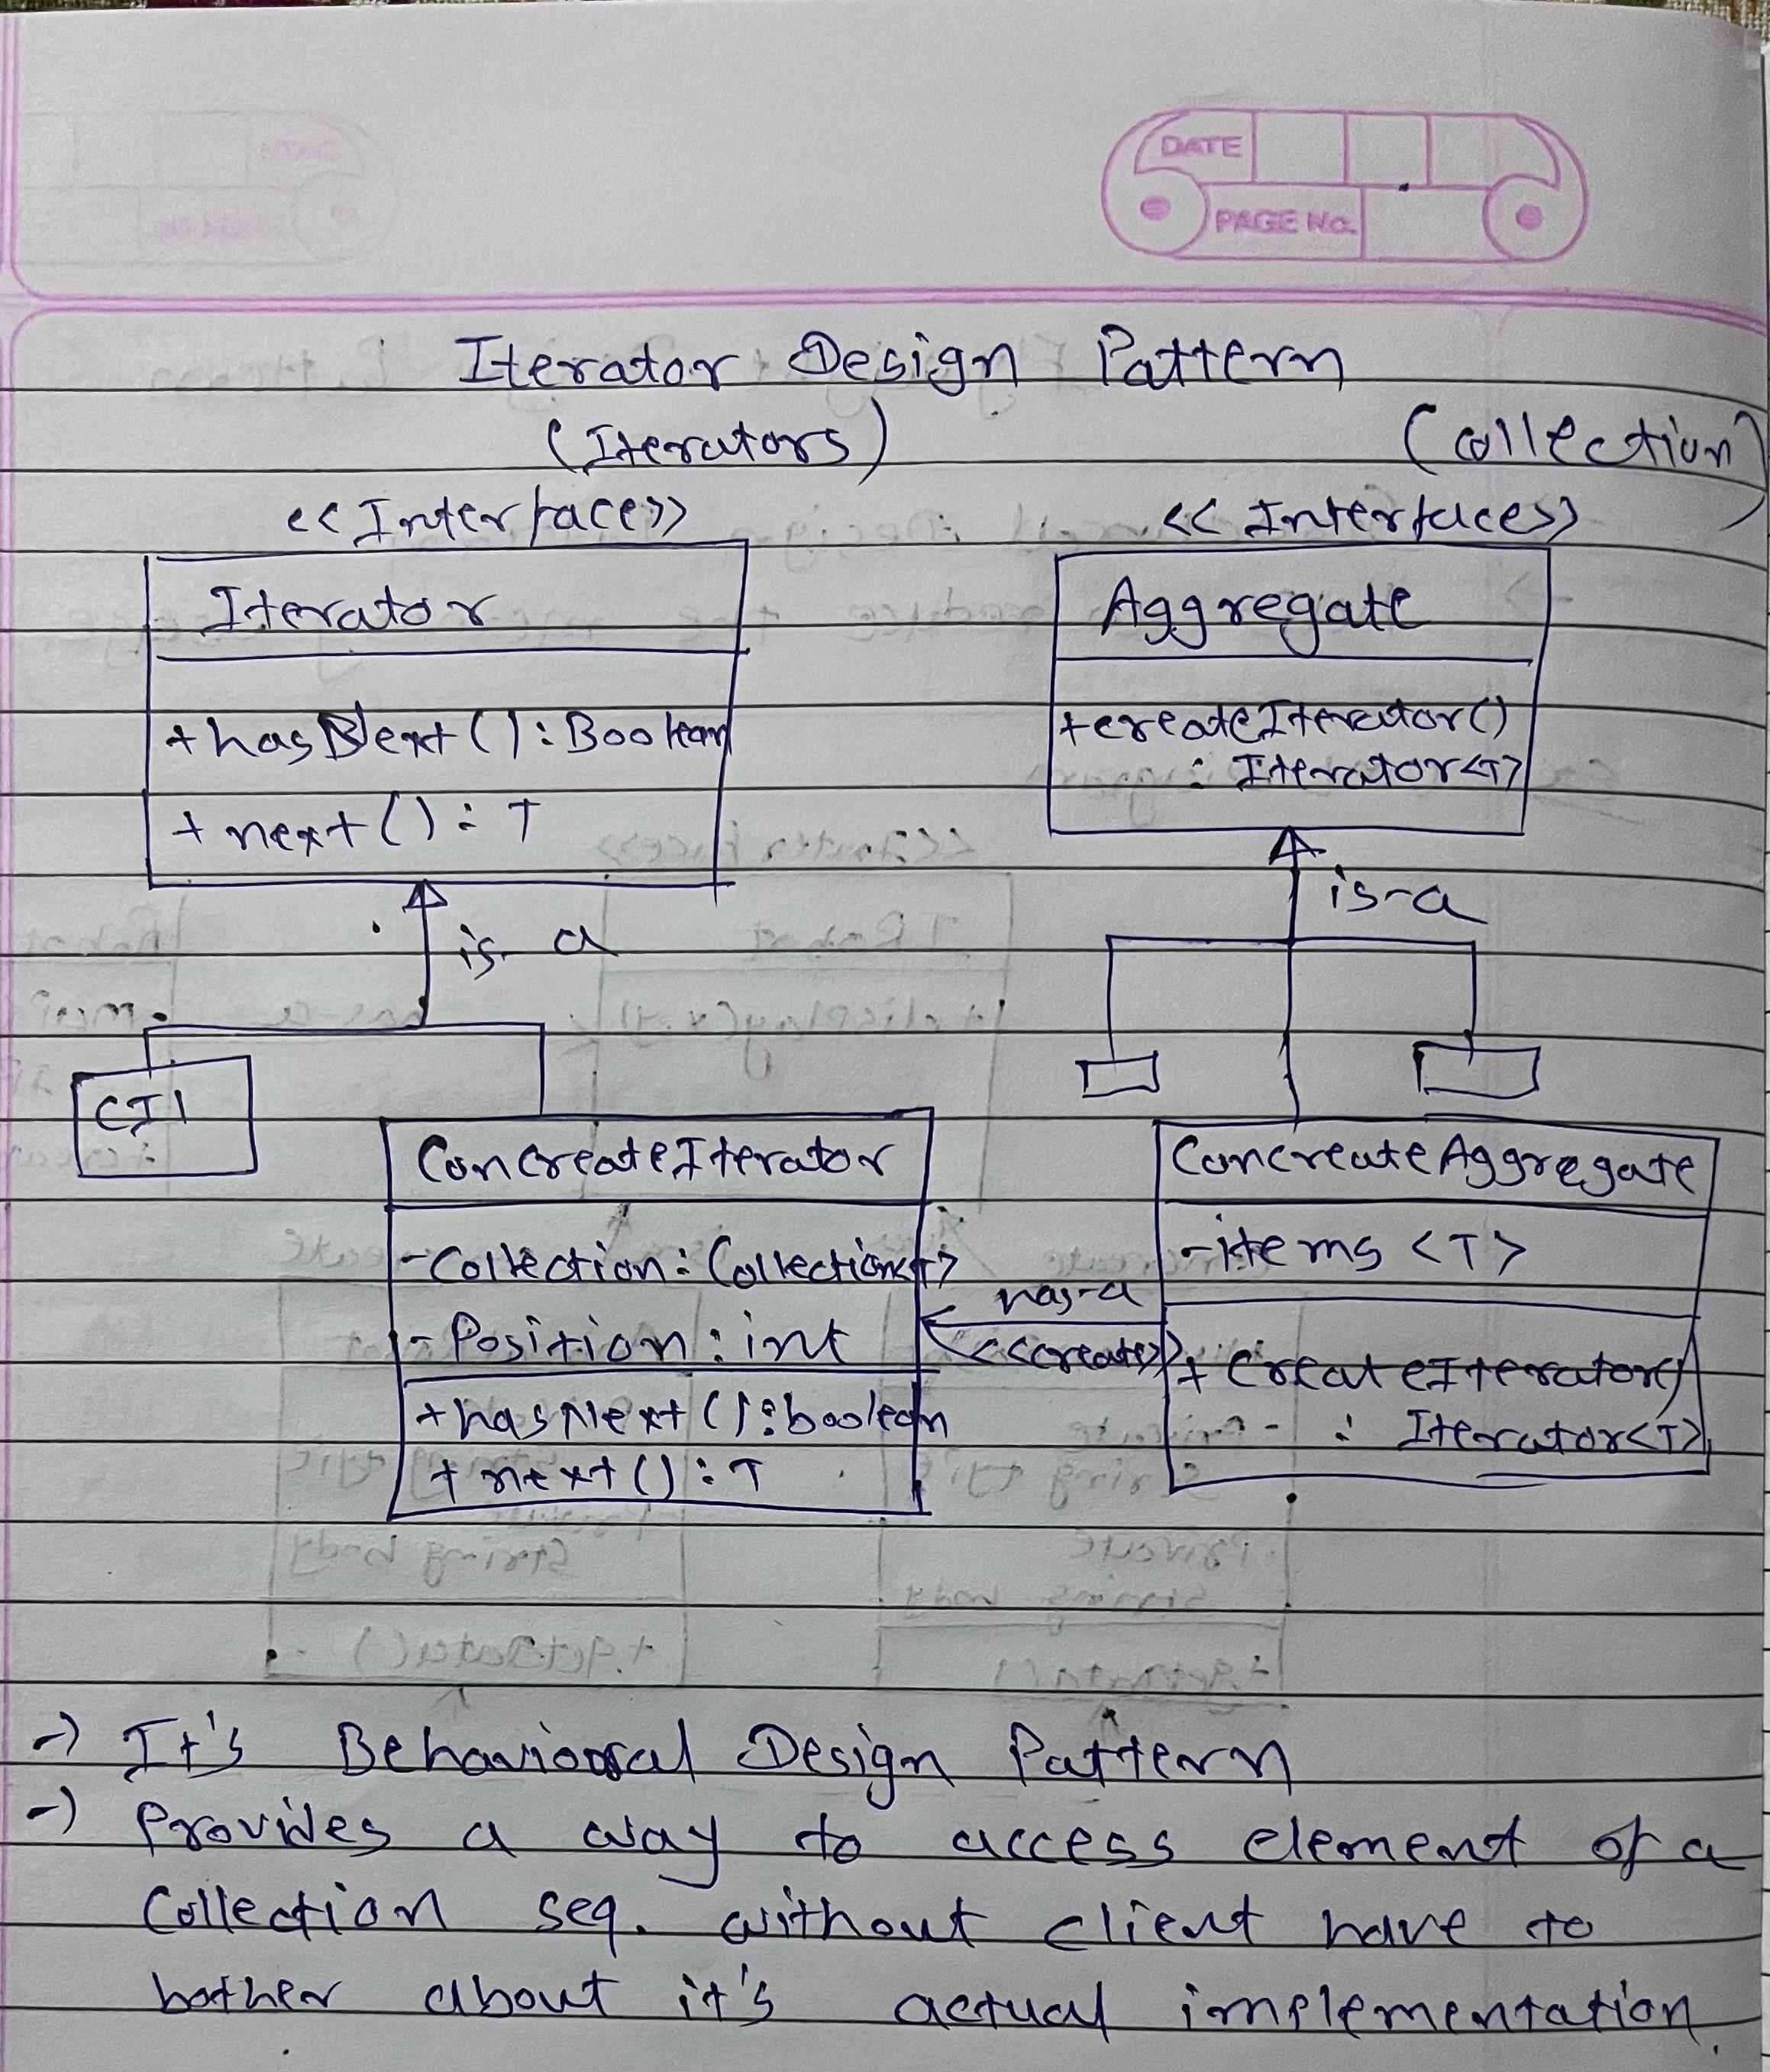 DATE
PAGE No.
Iterator Design Pattern
(Iterators) (Collection)
<<Interface>> <<Interface>>
Iterator
+ hasNext() : Boolean
+ next() : T
Aggregate
+createIterator()
: Iterator<T>
is-a
is-a
CI1
ConcreateIterator
-Collection : Collection<T>
- Position : int
+ hasNext() : boolean
+ next() : T
has-a
<<create>>
ConcreateAggregate
-items <T>
+ CreateIterator()
: Iterator<T>
-> It's Behavioural Design Pattern
-> Provides a way to access element of a
Collection seq. without client have to
bother about it's actual implementation.